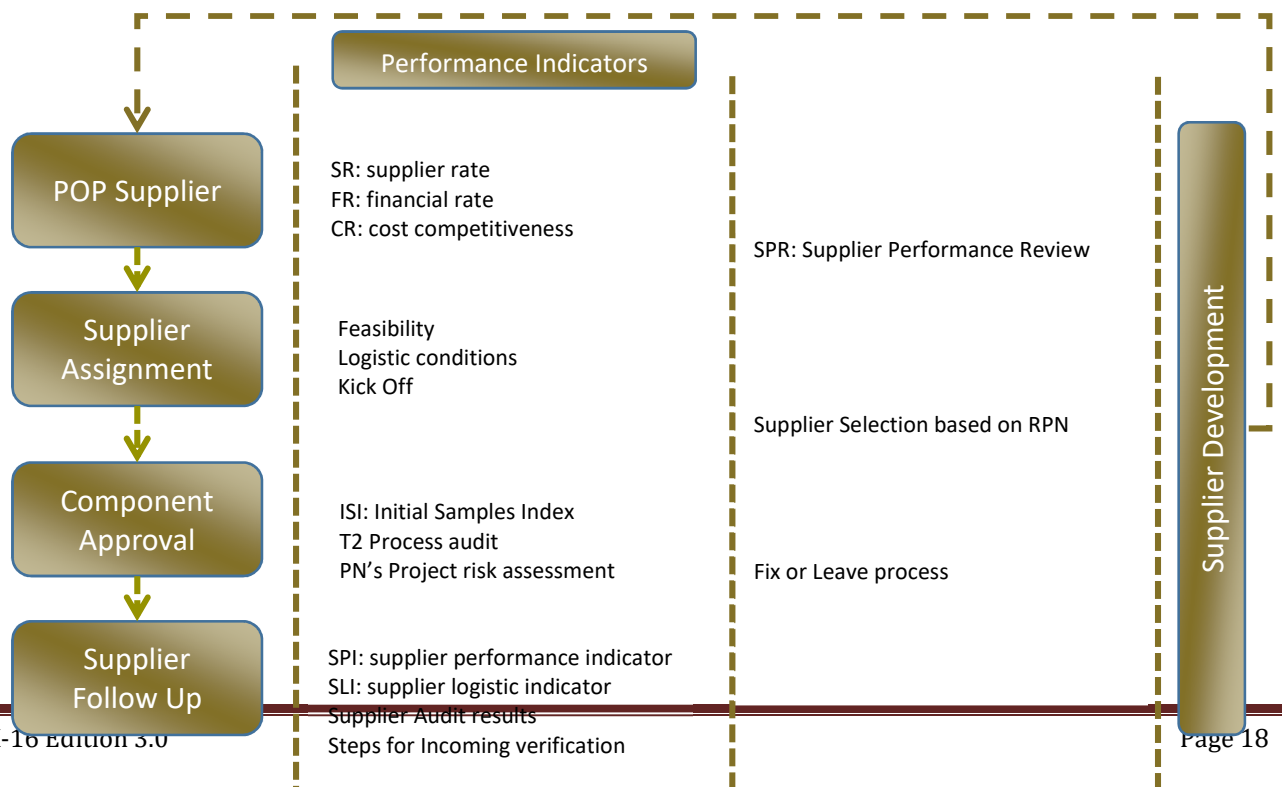 Performance Indicators
POP Supplier
SR: supplier rate
FR: financial rate
CR: cost competitiveness
SPR: Supplier Performance Review
Supplier
Assignment
Feasibility
Logistic conditions
Kick Off
Supplier Selection based on RPN
Component
Approval
ISI: Initial Samples Index
T2 Process audit
PN’s Project risk assessment
Fix or Leave process
Supplier
Follow Up
SPI: supplier performance indicator
SLI: supplier logistic indicator
Supplier Audit results
Steps for Incoming verification
Supplier Development
-16 Edition 3.0
Page 18